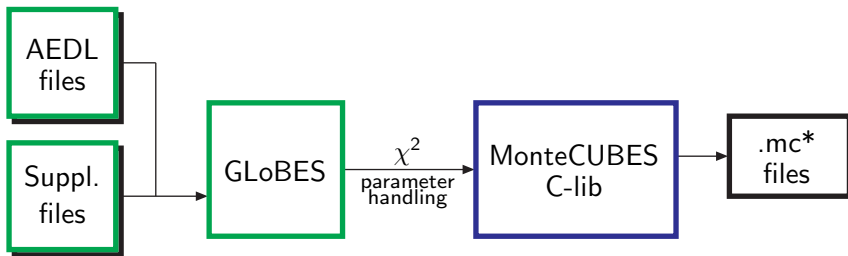 AEDL
files
Suppl.
files
GLoBES
χ²
parameter
handling
MonteCUBES
C-lib
.mc*
files